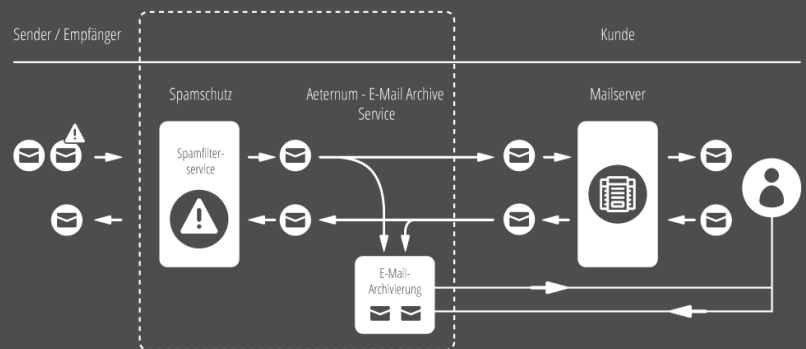 Sender / Empfänger
Kunde
Spamschutz
Aeternum - E-Mail Archive
Service
Mailserver
Spamfilter-
service
E-Mail-
Archivierung